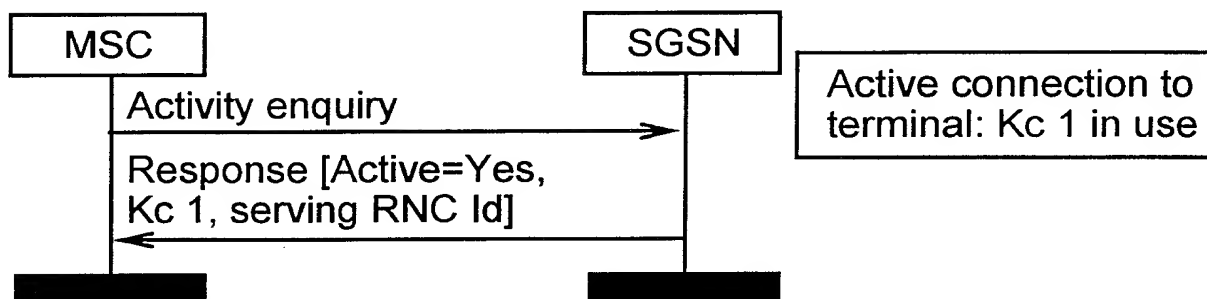 MSC
SGSN
Active connection to
terminal: Kc 1 in use
Activity enquiry
Response [Active=Yes,
Kc 1, serving RNC Id]